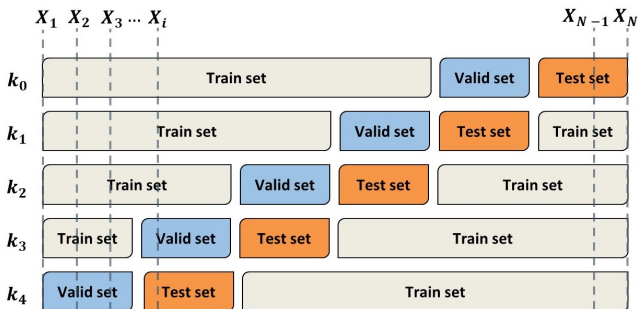 X1 X2 X3 ... Xi XN−1 XN
k0 Train set Valid set Test set
k1 Train set Valid set Test set Train set
k2 Train set Valid set Test set Train set
k3 Train set Valid set Test set Train set
k4 Valid set Test set Train set